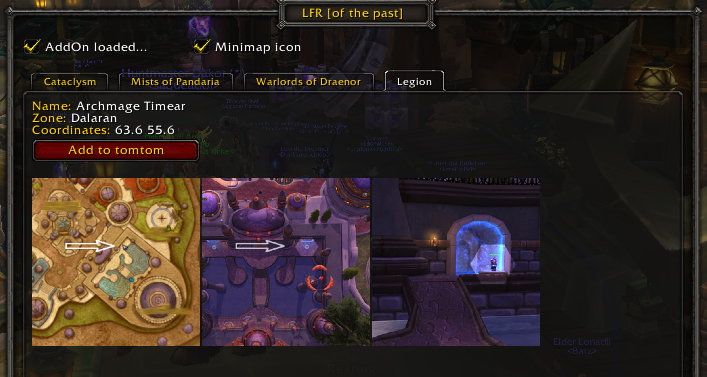 LFR [of the past]
AddOn loaded...
Minimap icon
Cataclysm
Mists of Pandaria
Warlords of Draenor
Legion
Name: Archmage Timear
Zone: Dalaran
Coordinates: 63.6 55.6
Add to tomtom